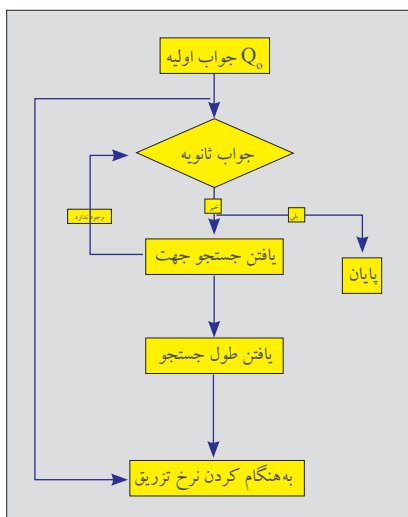 جواب اولیه Q₀
جواب ثانویه
خیر
بلی
وجود ندارد
یافتن جستجو جهت
پایان
یافتن طول جستجو
به‌هنگام کردن نرخ تزریق